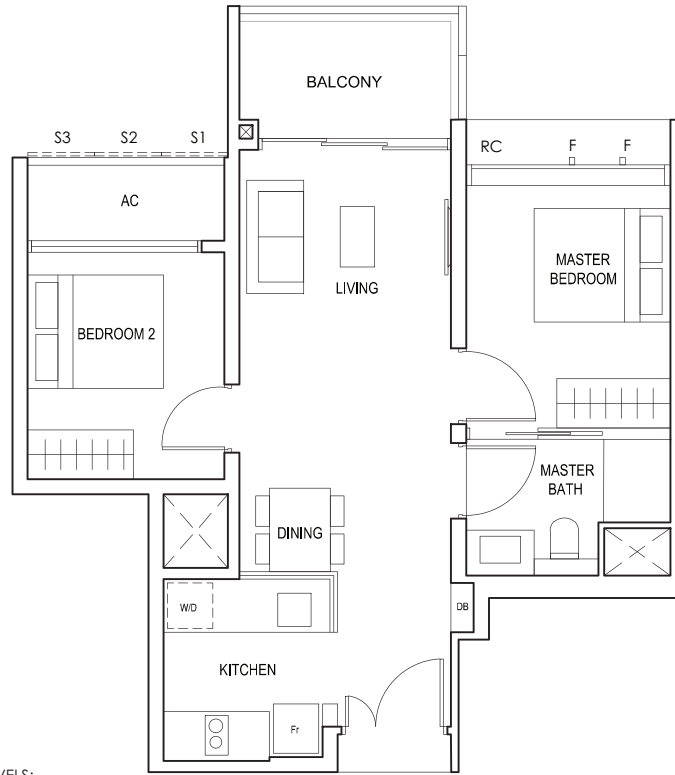 BALCONY
S3 S2 S1
RC F F
AC
MASTER
BEDROOM
LIVING
BEDROOM 2
MASTER
BATH
DINING
W/D
DB
KITCHEN
Fr